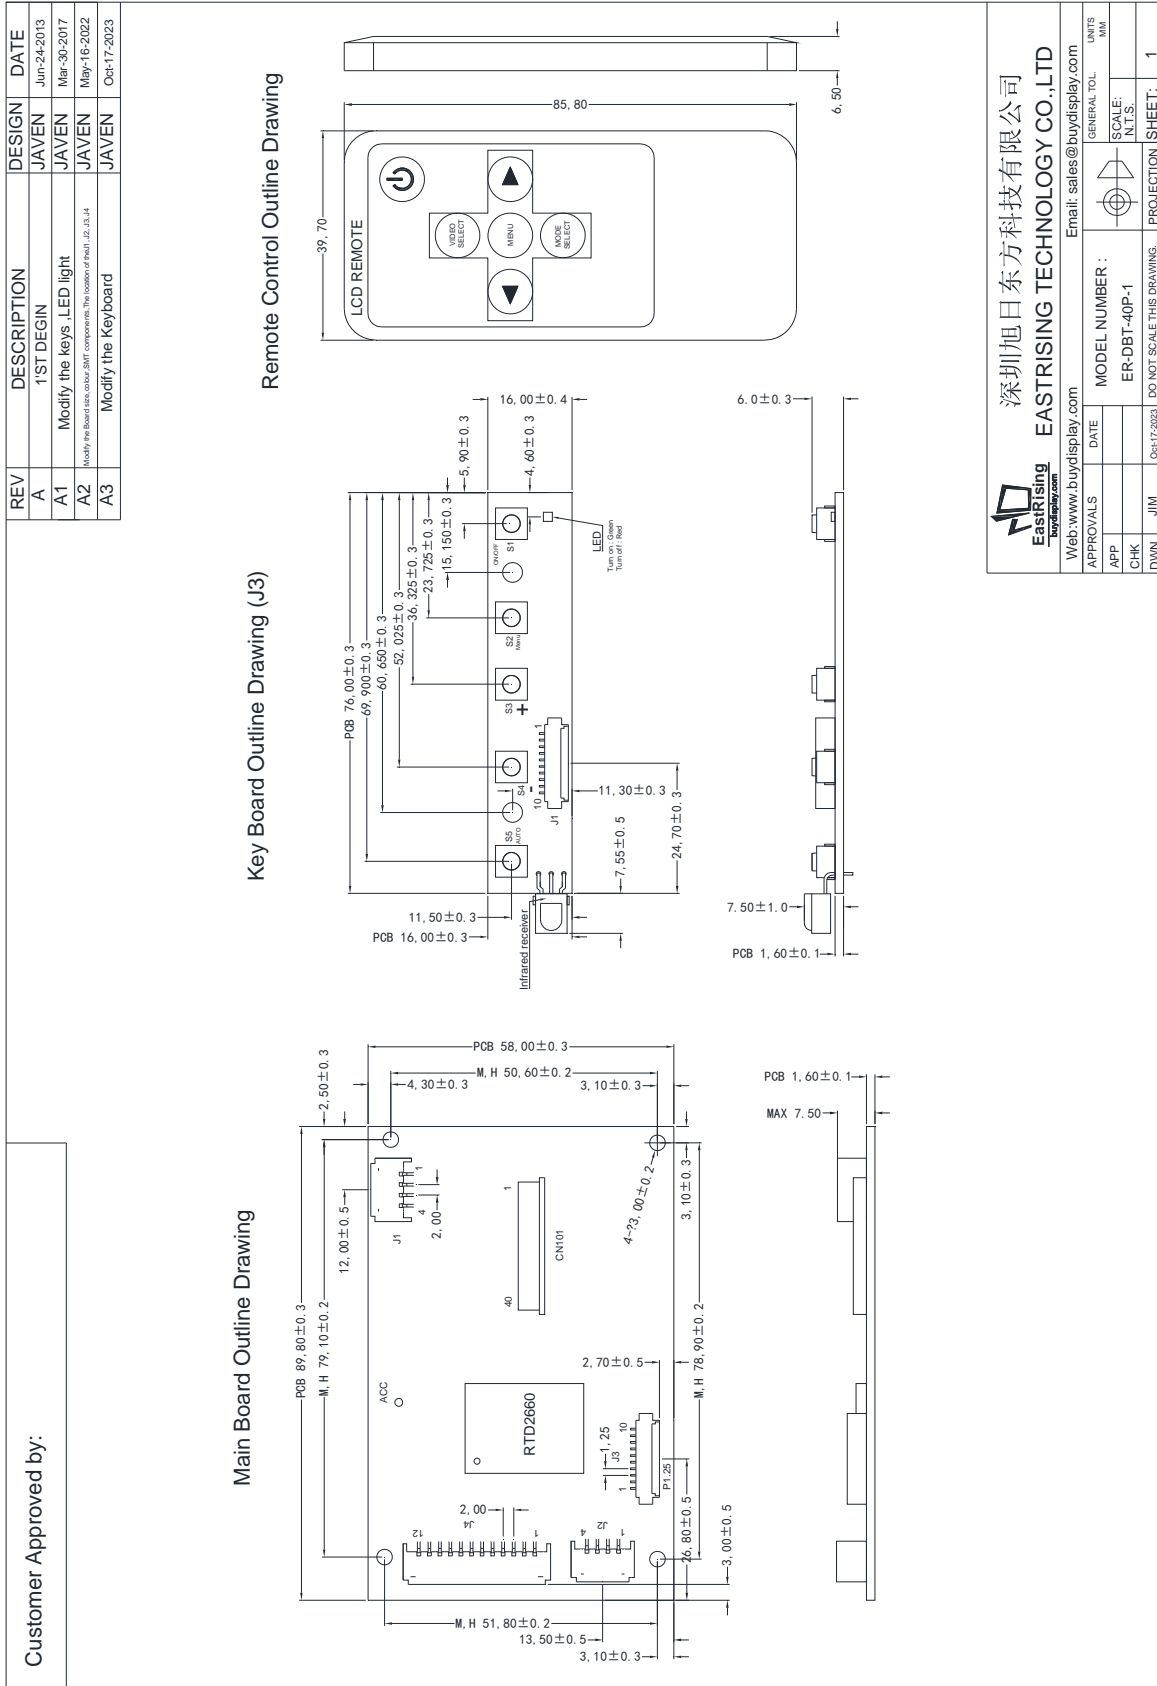 Customer Approved by:
REV DESCRIPTION DESIGN DATE
A 1'ST DEGIN JAVEN Jun-24-2013
A1 Modify the keys ,LED light JAVEN Mar-30-2017
A2 Modify the Board size,colour,SMT components,The location of theJ1、J2、J3、J4 JAVEN May-16-2022
A3 Modify the Keyboard JAVEN Oct-17-2023
Main Board Outline Drawing
PCB 89,80±0.3
M,H 79,10±0.2
12,00±0.5
2,50±0.3
PCB 58,00±0.3
M,H 50,60±0.2
4,30±0.3
3,10±0.3
J1
4
1
2,00
4-?3,00±0.2
3,10±0.3
ACC
40
1
CN101
RTD2660
2,70±0.5
M,H 78,90±0.2
1,25
1
J3
10
P1.25
2,00
12
J4
1
4
J2
1
26,80±0.5
3,00±0.5
M,H 51,80±0.2
13,50±0.5
3,10±0.3
PCB 1,60±0.1
MAX 7.50
Key Board Outline Drawing (J3)
PCB 76,00±0.3
69,900±0.3
60,650±0.3
52,025±0.3
36,325±0.3
23,725±0.3
15,150±0.3
5,90±0.3
16,00±0.4
4,60±0.3
S5
AUTO
S4
-
S3
+
S2
Menu
ON.OFF
S1
LED
Turn on : Green
Turn off : Red
10
1
J1
11,30±0.3
24,70±0.3
7,55±0.5
11,50±0.3
PCB 16,00±0.3
Infrared receiver
6.0±0.3
7.50±1.0
PCB 1,60±0.1
Remote Control Outline Drawing
39,70
LCD REMOTE
VIDEO
SELECT
MENU
MODE
SELECT
85,80
6,50
深圳旭日东方科技有限公司
EastRising
buydisplay.com
EASTRISING TECHNOLOGY CO.,LTD
Web:www.buydisplay.com Email: sales@buydisplay.com
APPROVALS DATE
APP
CHK
DWN JIM Oct-17-2023
MODEL NUMBER :
ER-DBT-40P-1
DO NOT SCALE THIS DRAWING.
PROJECTION
GENERAL TOL. UNITS
MM
SCALE:
N.T.S.
SHEET: 1